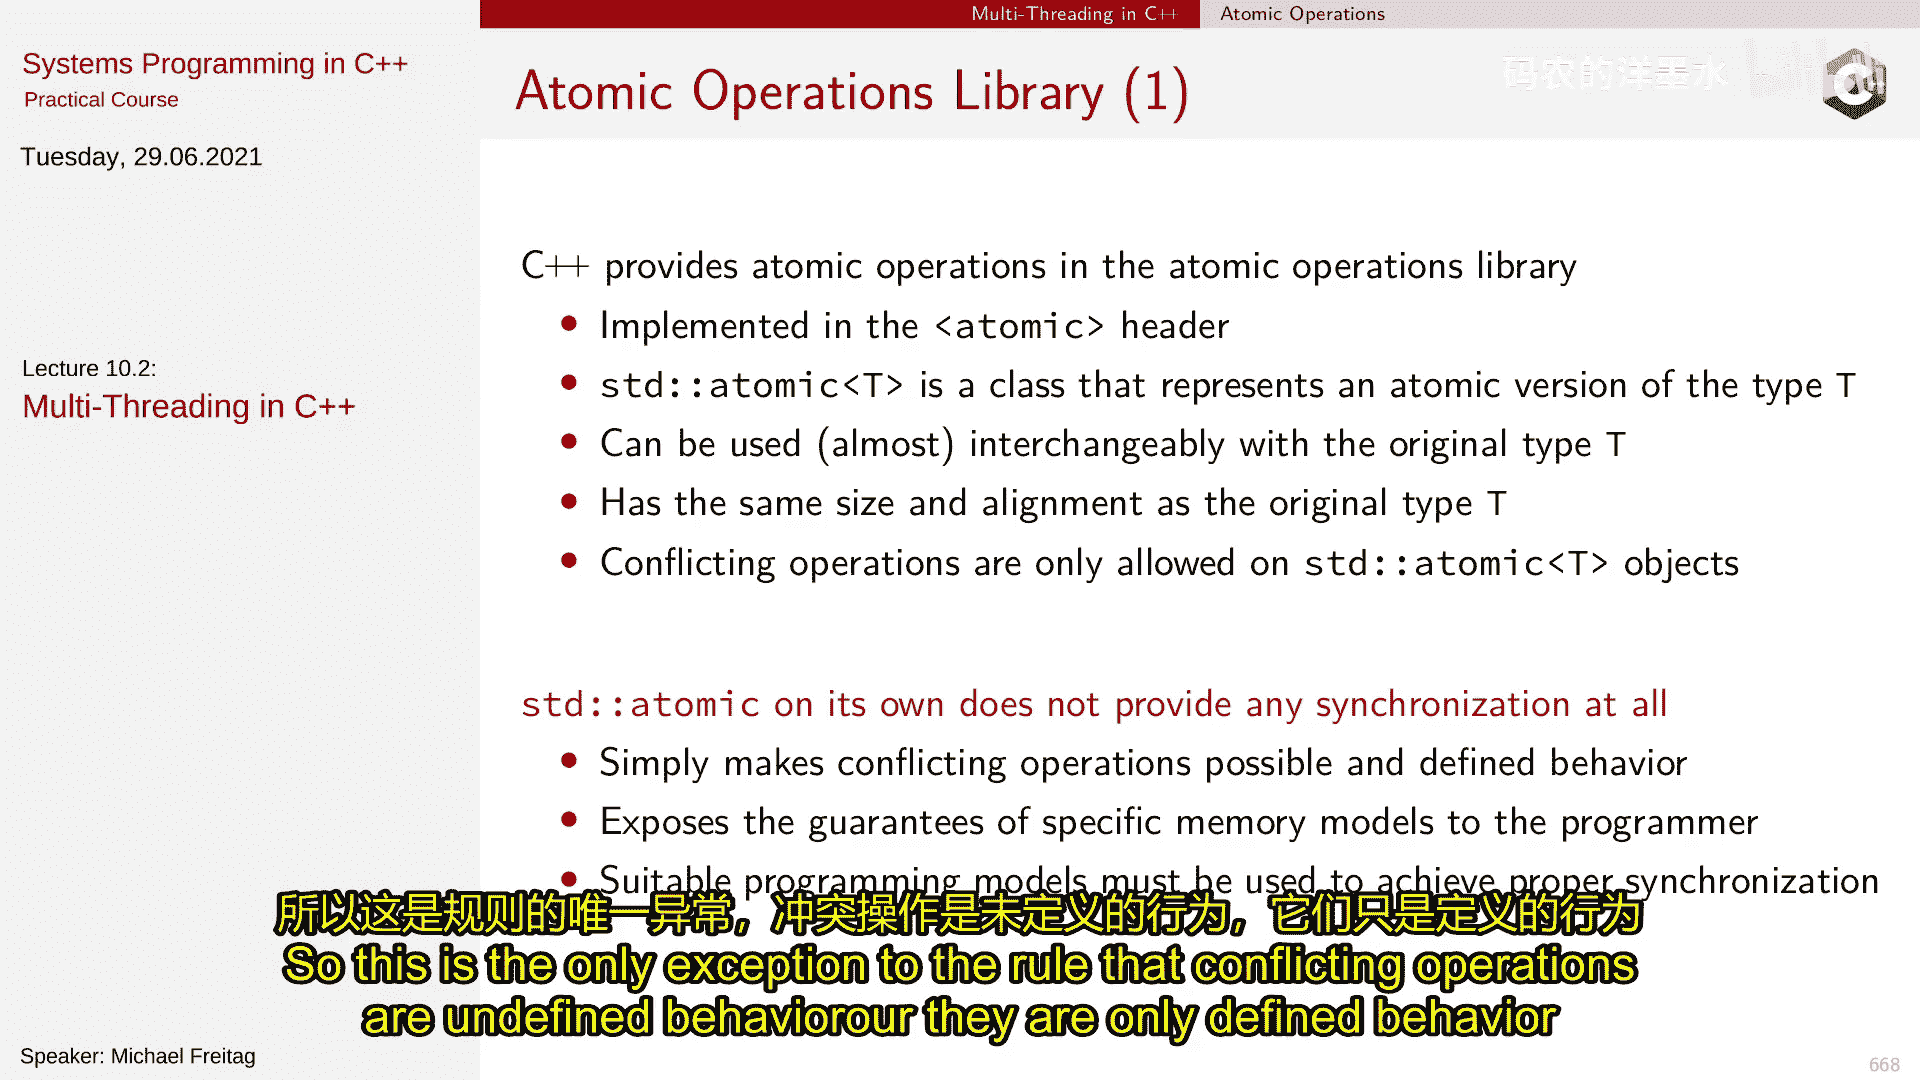 Multi-Threading in C++
Atomic Operations
Systems Programming in C++
Practical Course
Tuesday, 29.06.2021
Lecture 10.2:
Multi-Threading in C++
Atomic Operations Library (1)
码农的洋墨水
C++ provides atomic operations in the atomic operations library
• Implemented in the <atomic> header
• std::atomic<T> is a class that represents an atomic version of the type T
• Can be used (almost) interchangeably with the original type T
• Has the same size and alignment as the original type T
• Conflicting operations are only allowed on std::atomic<T> objects
std::atomic on its own does not provide any synchronization at all
• Simply makes conflicting operations possible and defined behavior
• Exposes the guarantees of specific memory models to the programmer
• Suitable programming models must be used to achieve proper synchronization
所以这是规则的唯一异常，冲突操作是未定义的行为，它们只是定义的行为
So this is the only exception to the rule that conflicting operations
are undefined behaviorour they are only defined behavior
Speaker: Michael Freitag
668